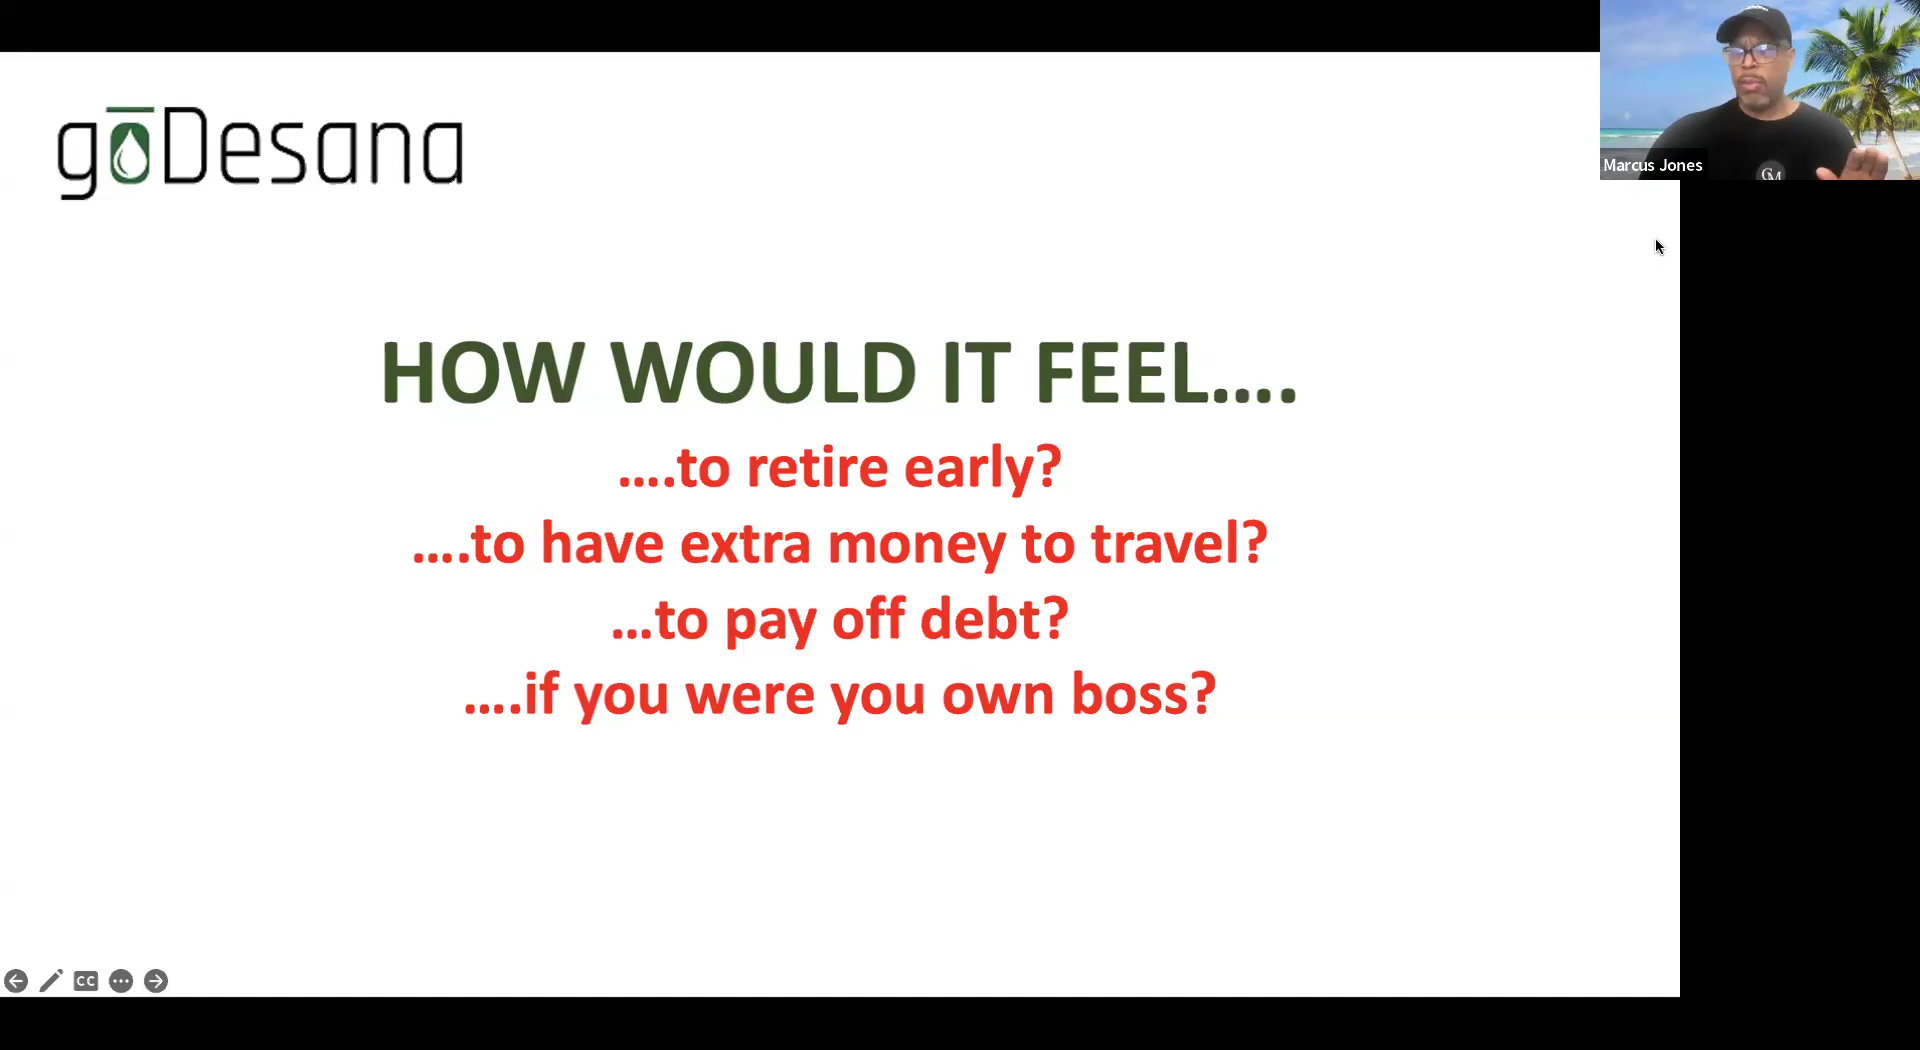 gōDesana
Marcus Jones
HOW WOULD IT FEEL....
....to retire early?
....to have extra money to travel?
...to pay off debt?
....if you were you own boss?
CC